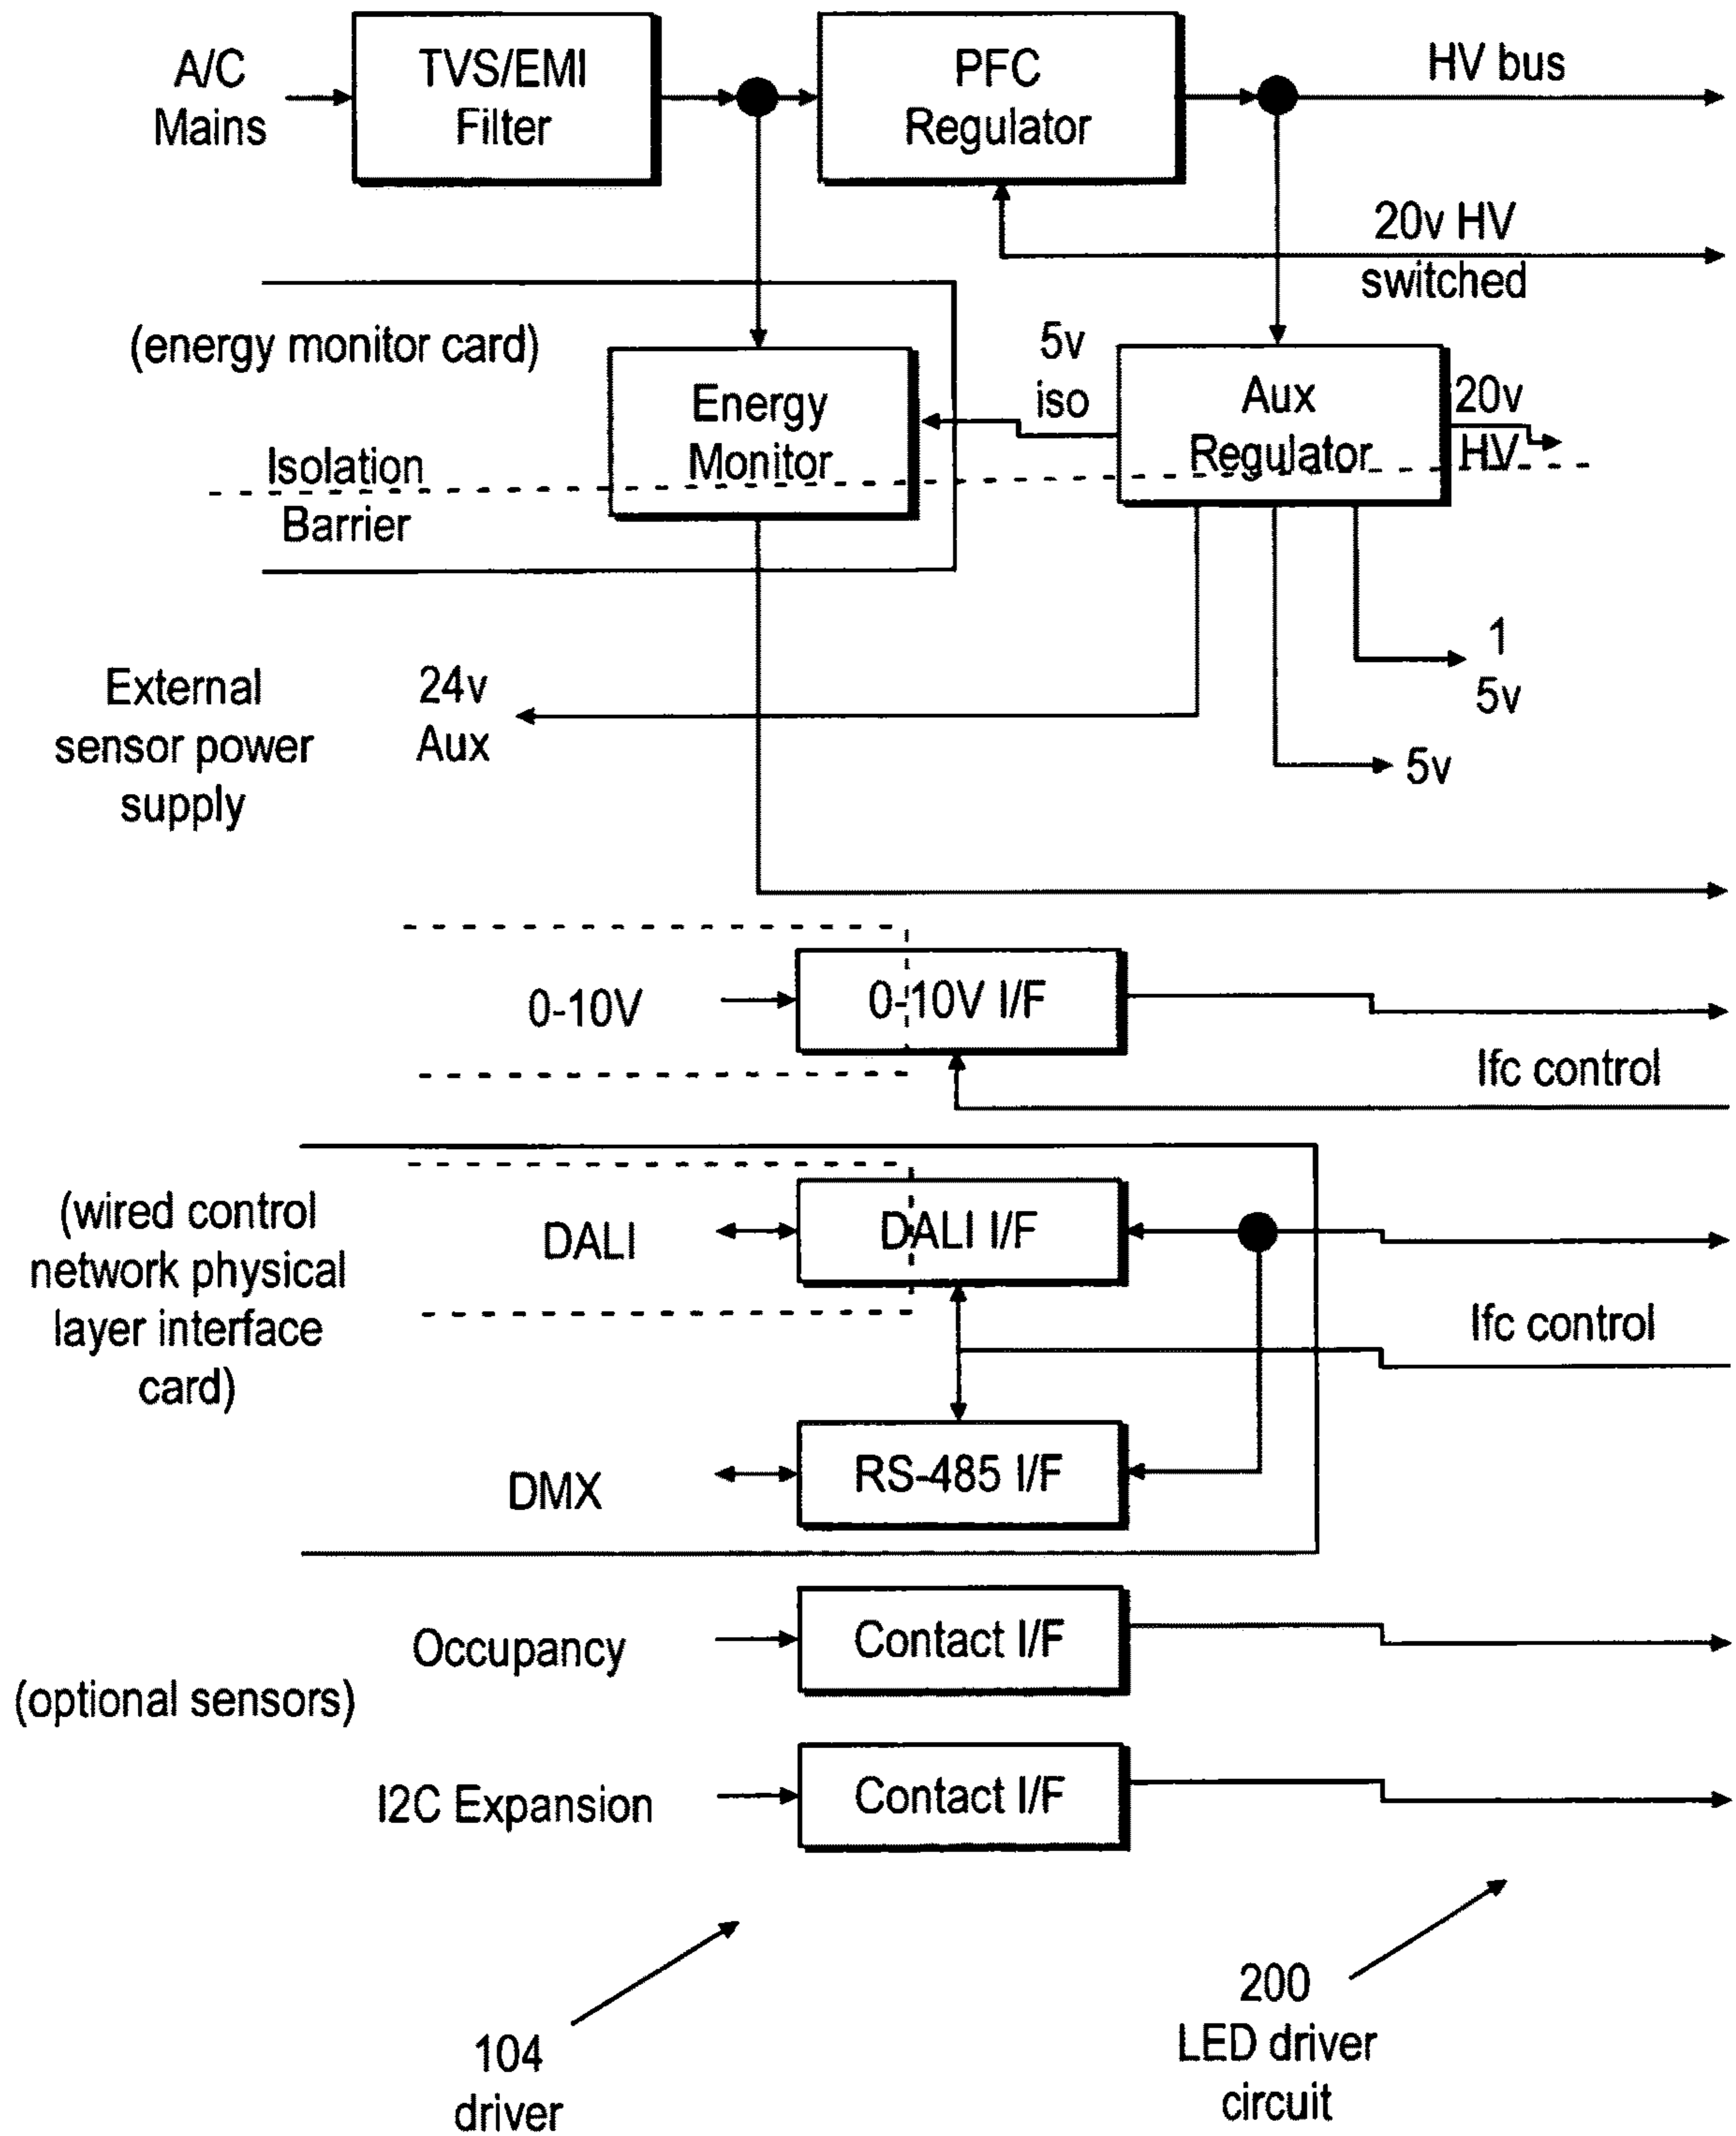 A/C
Mains
TVS/EMI
Filter
PFC
Regulator
HV bus
20v HV
switched
(energy monitor card)
Energy
Monitor
5v
iso
Aux
Regulator
20v
HV
Isolation
Barrier
1
5v
External
sensor power
supply
24v
Aux
5v
0-10V
0-10V I/F
Ifc control
(wired control
network physical
layer interface
card)
DALI
DALI I/F
Ifc control
DMX
RS-485 I/F
Occupancy
Contact I/F
(optional sensors)
I2C Expansion
Contact I/F
104
driver
200
LED driver
circuit